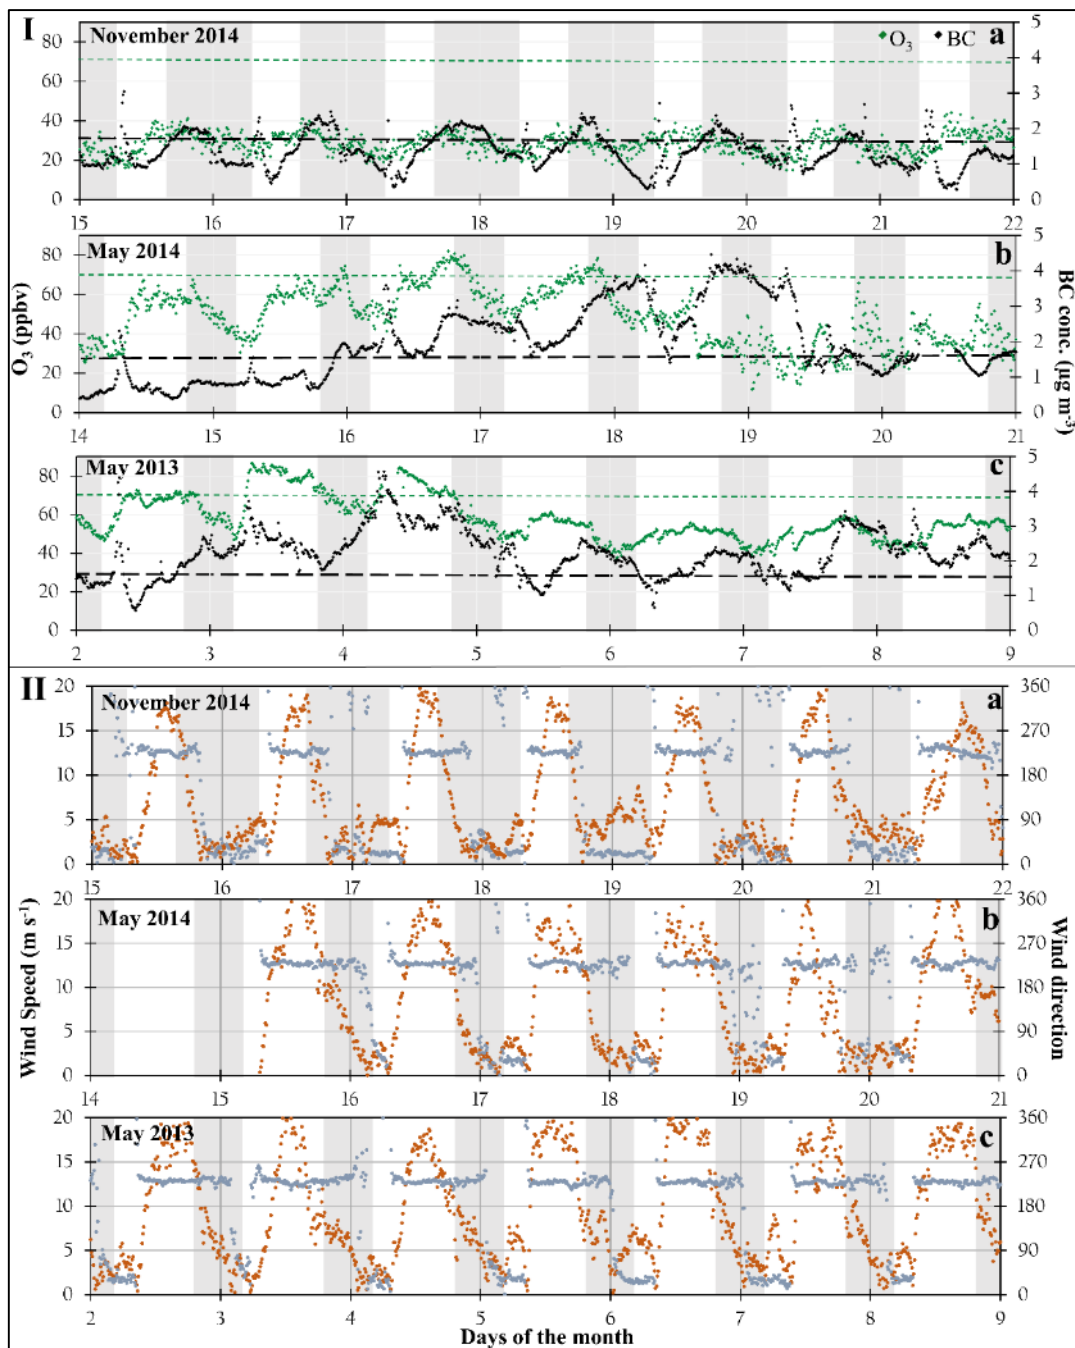 I
November 2014
O3 BC
a
80
60
40
20
0
5
4
3
2
1
0
15 16 17 18 19 20 21 22
May 2014
b
80
60
40
20
0
5
4
3
2
1
0
14 15 16 17 18 19 20 21
O3 (ppbv)
BC conc. (µg m-3)
May 2013
c
80
60
40
20
0
5
4
3
2
1
0
2 3 4 5 6 7 8 9
II
November 2014
a
20
15
10
5
0
360
270
180
90
0
15 16 17 18 19 20 21 22
May 2014
b
20
15
10
5
0
360
270
180
90
0
14 15 16 17 18 19 20 21
Wind Speed (m s-1)
Wind direction
May 2013
c
20
15
10
5
0
360
270
180
90
0
2 3 4 5 6 7 8 9
Days of the month